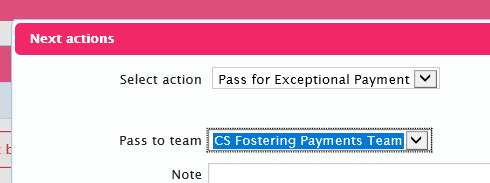 Next actions
Select action Pass for Exceptional Payment
Pass to team CS Fostering Payments Team
Note